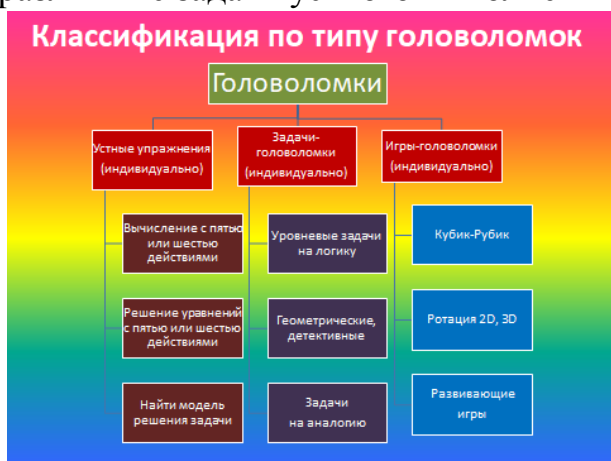 Классификация по типу головоломок
Головоломки
Устные упражнения
(индивидуально)
Вычисление с пятью
или шестью
действиями
Решение уравнений
с пятью или шестью
действиями
Найти модель
решения задачи
Задачи-
головоломки
(индивидуально)
Уровневые задачи
на логику
Геометрические,
детективные
Задачи
на аналогию
Игры-головоломки
(индивидуально)
Кубик-Рубик
Ротация 2D, 3D
Развивающие
игры